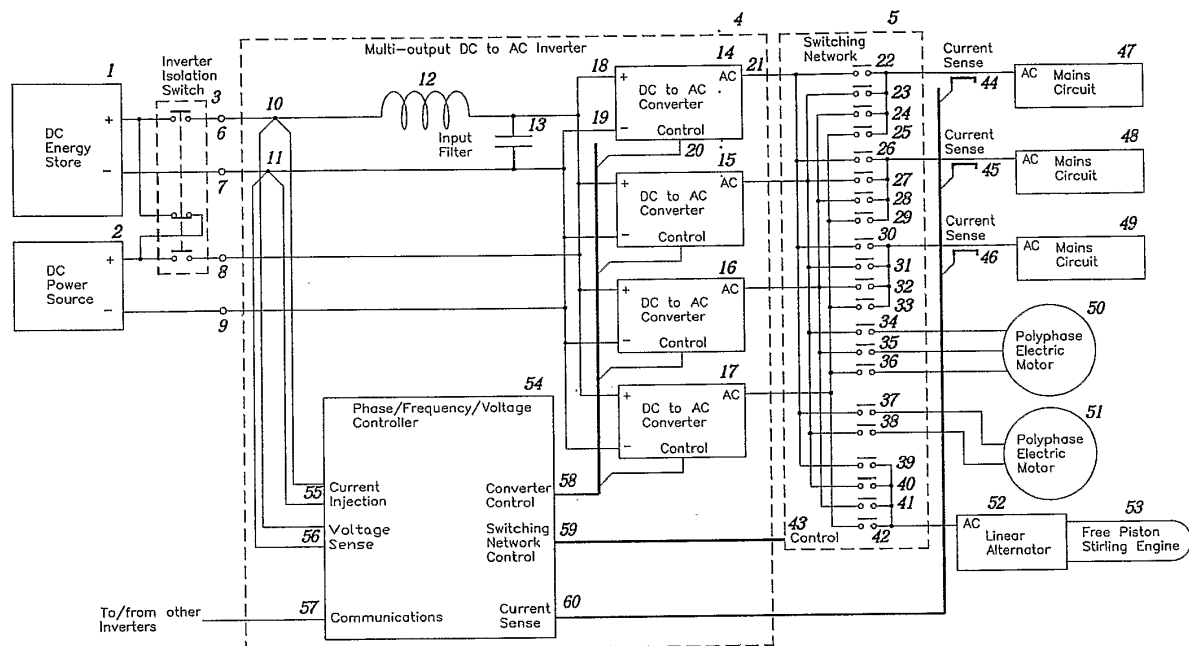 4
5
Multi-output DC to AC Inverter
Switching
Network
1
Inverter
Isolation
Switch
3
12
18
14
21
22
Current
Sense
47
DC
Energy
Store
+
-
10
6
13
Input
Filter
19
+
-
AC
DC to AC
Converter
Control
20
23
24
25
44
AC Mains
Circuit
11
7
15
+
-
AC
DC to AC
Converter
Control
26
27
28
29
Current
Sense
45
48
AC Mains
Circuit
2
DC
Power
Source
+
-
8
9
16
+
-
AC
DC to AC
Converter
Control
30
31
32
33
Current
Sense
46
49
AC Mains
Circuit
34
35
36
50
Polyphase
Electric
Motor
17
+
-
AC
DC to AC
Converter
Control
37
38
51
Polyphase
Electric
Motor
54
Phase/Frequency/Voltage
Controller
55
Current
Injection
56
Voltage
Sense
57
Communications
To/from other
Inverters
Converter
Control
58
Switching
Network
Control
59
Current
Sense
60
39
40
41
42
43
Control
52
AC
Linear
Alternator
53
Free Piston
Stirling Engine